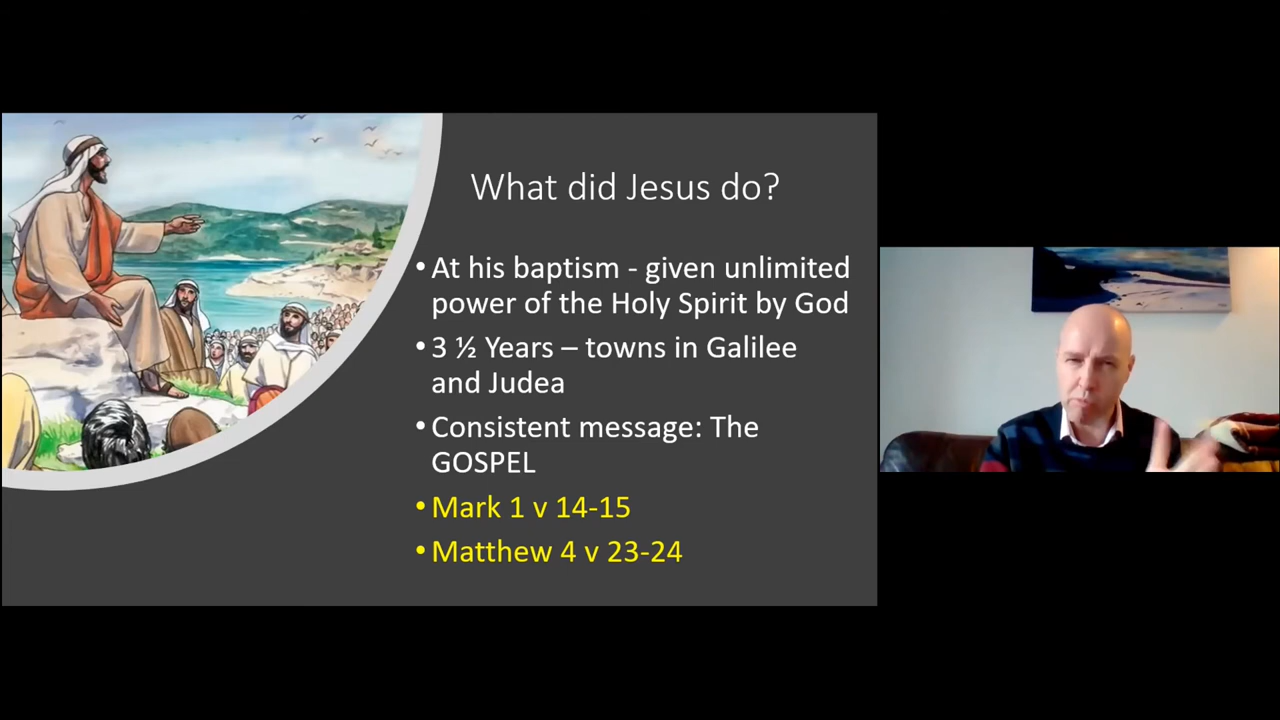 What did Jesus do?
• At his baptism - given unlimited
power of the Holy Spirit by God
• 3 ½ Years – towns in Galilee
and Judea
• Consistent message: The
GOSPEL
• Mark 1 v 14-15
• Matthew 4 v 23-24